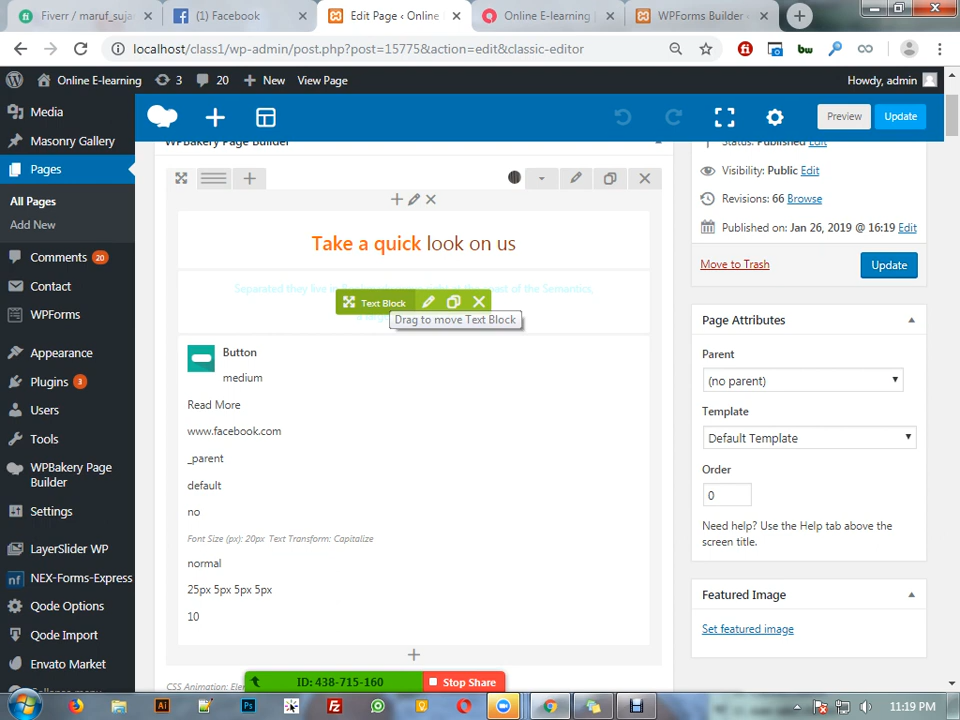 Fiverr / maruf_sujan
(1) Facebook
Edit Page ‹ Online
Online E-learning |
WPForms Builder ‹
localhost/class1/wp-admin/post.php?post=15775&action=edit&classic-editor
bw
Online E-learning
3
20
New
View Page
Howdy, admin
Media
Masonry Gallery
Pages
All Pages
Add New
Comments 20
Contact
WPForms
Appearance
Plugins 3
Users
Tools
WPBakery Page
Builder
Settings
LayerSlider WP
NEX-Forms-Express
Qode Options
Qode Import
Envato Market
Collapse menu
Preview
Update
WPBakery Page Builder
Take a quick look on us
Text Block
Drag to move Text Block
Button
medium
Read More
www.facebook.com
_parent
default
no
Font Size (px): 20px Text Transform: Capitalize
normal
25px 5px 5px 5px
10
Status: Published Edit
Visibility: Public Edit
Revisions: 66 Browse
Published on: Jan 26, 2019 @ 16:19 Edit
Move to Trash
Update
Page Attributes
Parent
(no parent)
Template
Default Template
Order
0
Need help? Use the Help tab above the
screen title.
Featured Image
Set featured image
ID: 438-715-160
Stop Share
11:19 PM